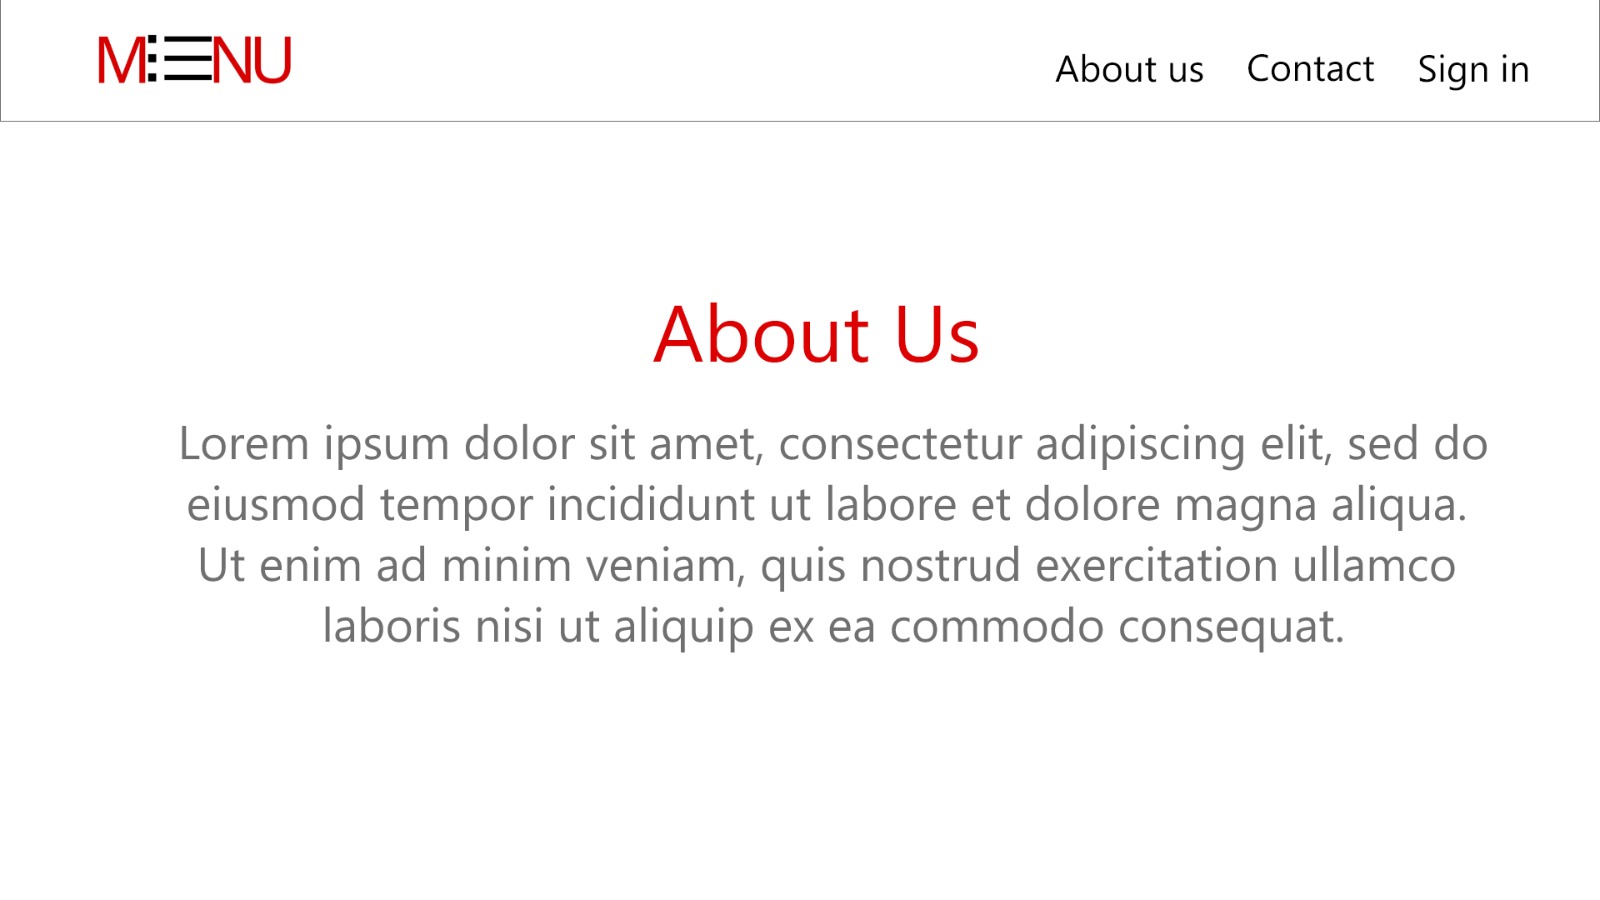 MENU
About us Contact Sign in
About Us
Lorem ipsum dolor sit amet, consectetur adipiscing elit, sed do
eiusmod tempor incididunt ut labore et dolore magna aliqua.
Ut enim ad minim veniam, quis nostrud exercitation ullamco
laboris nisi ut aliquip ex ea commodo consequat.